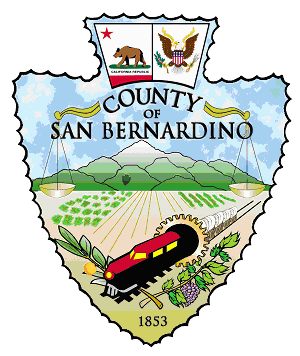 CALIFORNIA REPUBLIC
COUNTY
OF
SAN BERNARDINO
1853